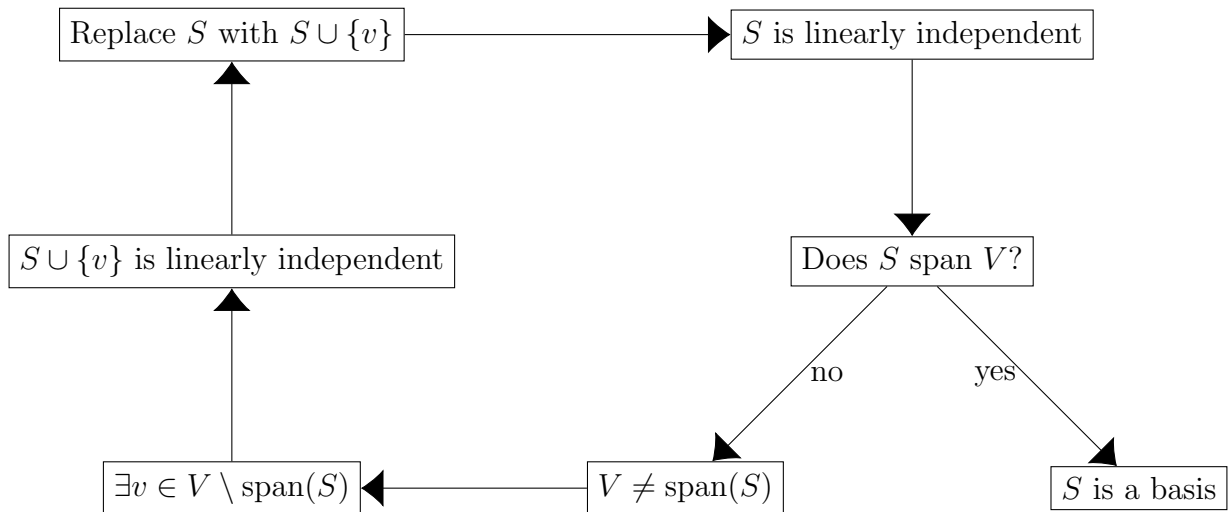 Replace S with S ∪ {v}
S is linearly independent
S ∪ {v} is linearly independent
Does S span V?
no
yes
∃v ∈ V \ span(S)
V ≠ span(S)
S is a basis